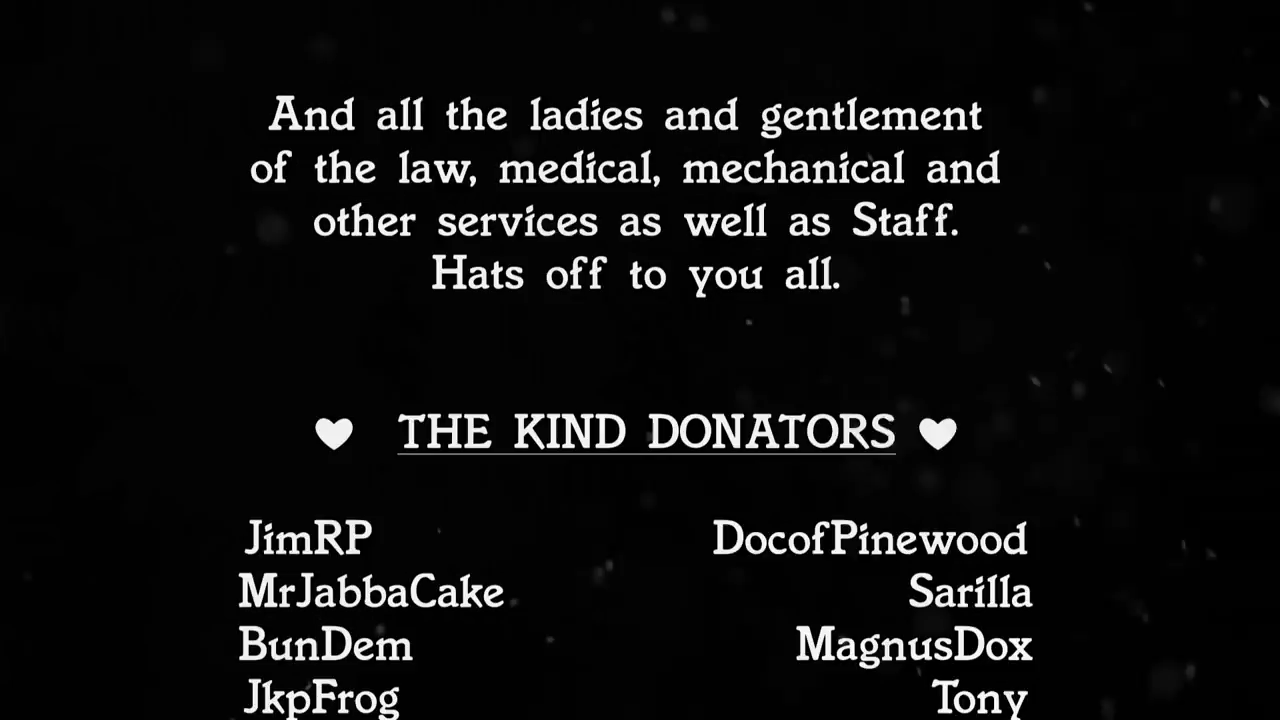 And all the ladies and gentlement
of the law, medical, mechanical and
other services as well as Staff.
Hats off to you all.
THE KIND DONATORS
JimRP DocofPinewood
MrJabbaCake Sarilla
BunDem MagnusDox
JkpFrog Tony